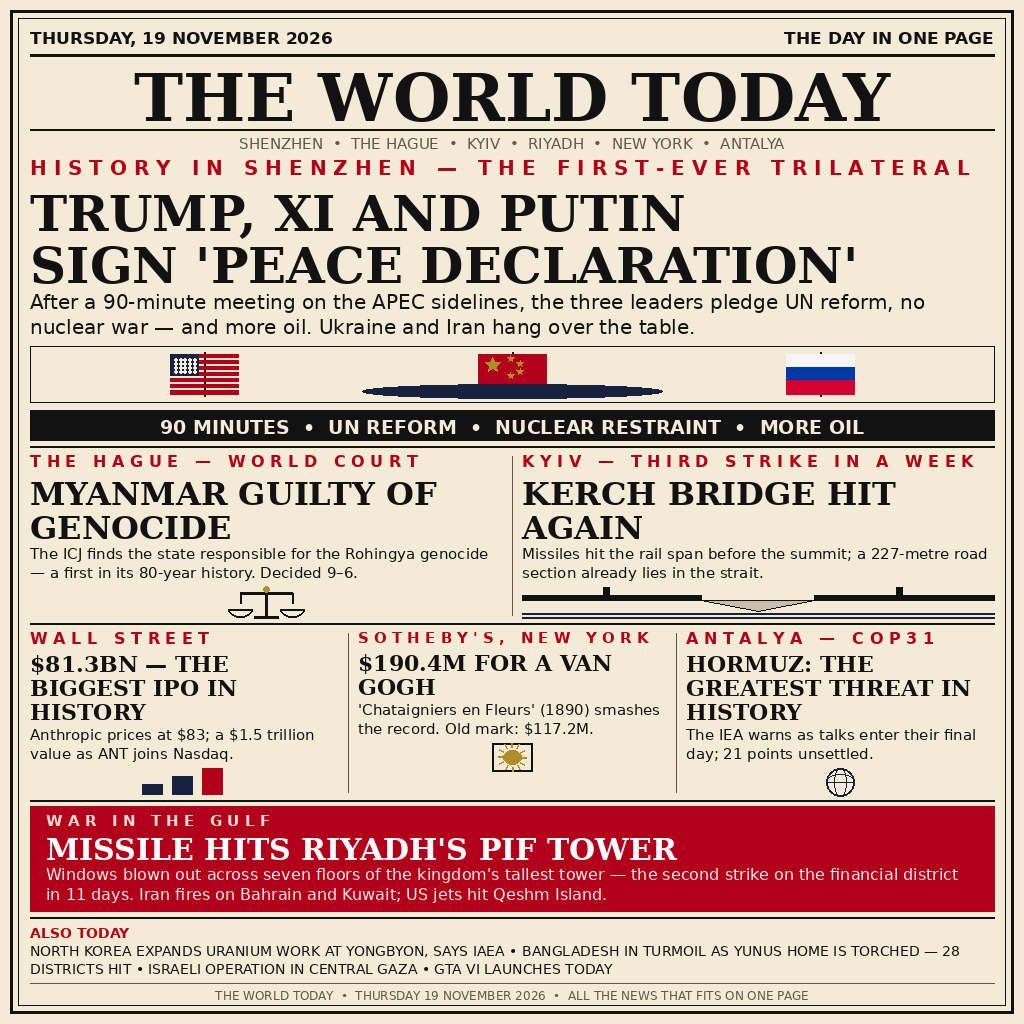 THURSDAY, 19 NOVEMBER 2026
THE DAY IN ONE PAGE
THE WORLD TODAY
SHENZHEN • THE HAGUE • KYIV • RIYADH • NEW YORK • ANTALYA
HISTORY IN SHENZHEN — THE FIRST-EVER TRILATERAL
TRUMP, XI AND PUTIN
SIGN 'PEACE DECLARATION'
After a 90-minute meeting on the APEC sidelines, the three leaders pledge UN reform, no
nuclear war — and more oil. Ukraine and Iran hang over the table.
90 MINUTES • UN REFORM • NUCLEAR RESTRAINT • MORE OIL
THE HAGUE — WORLD COURT
MYANMAR GUILTY OF
GENOCIDE
The ICJ finds the state responsible for the Rohingya genocide
— a first in its 80-year history. Decided 9–6.
KYIV — THIRD STRIKE IN A WEEK
KERCH BRIDGE HIT
AGAIN
Missiles hit the rail span before the summit; a 227-metre road
section already lies in the strait.
WALL STREET
$81.3BN — THE
BIGGEST IPO IN
HISTORY
Anthropic prices at $83; a $1.5 trillion
value as ANT joins Nasdaq.
SOTHEBY'S, NEW YORK
$190.4M FOR A VAN
GOGH
'Chataigniers en Fleurs' (1890) smashes
the record. Old mark: $117.2M.
ANTALYA — COP31
HORMUZ: THE
GREATEST THREAT IN
HISTORY
The IEA warns as talks enter their final
day; 21 points unsettled.
WAR IN THE GULF
MISSILE HITS RIYADH'S PIF TOWER
Windows blown out across seven floors of the kingdom's tallest tower — the second strike on the financial district
in 11 days. Iran fires on Bahrain and Kuwait; US jets hit Qeshm Island.
ALSO TODAY
NORTH KOREA EXPANDS URANIUM WORK AT YONGBYON, SAYS IAEA • BANGLADESH IN TURMOIL AS YUNUS HOME IS TORCHED — 28
DISTRICTS HIT • ISRAELI OPERATION IN CENTRAL GAZA • GTA VI LAUNCHES TODAY
THE WORLD TODAY • THURSDAY 19 NOVEMBER 2026 • ALL THE NEWS THAT FITS ON ONE PAGE